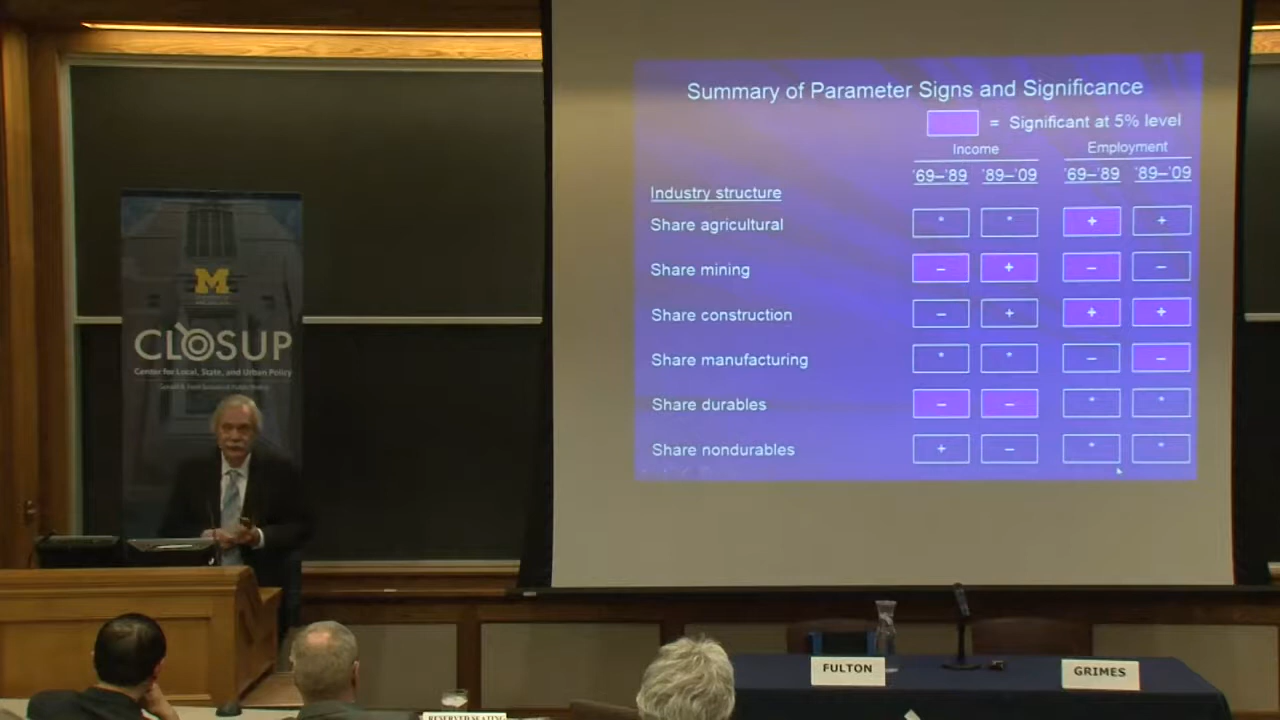 Summary of Parameter Signs and Significance
= Significant at 5% level
Income Employment
'69–'89 '89–'09 '69–'89 '89–'09
Industry structure
Share agricultural * * + +
Share mining – + – –
Share construction – + + +
Share manufacturing * * – –
Share durables – – * *
Share nondurables + – * *
M
CLOSUP
Center for Local, State, and Urban Policy
FULTON
GRIMES
RESERVED SEATING